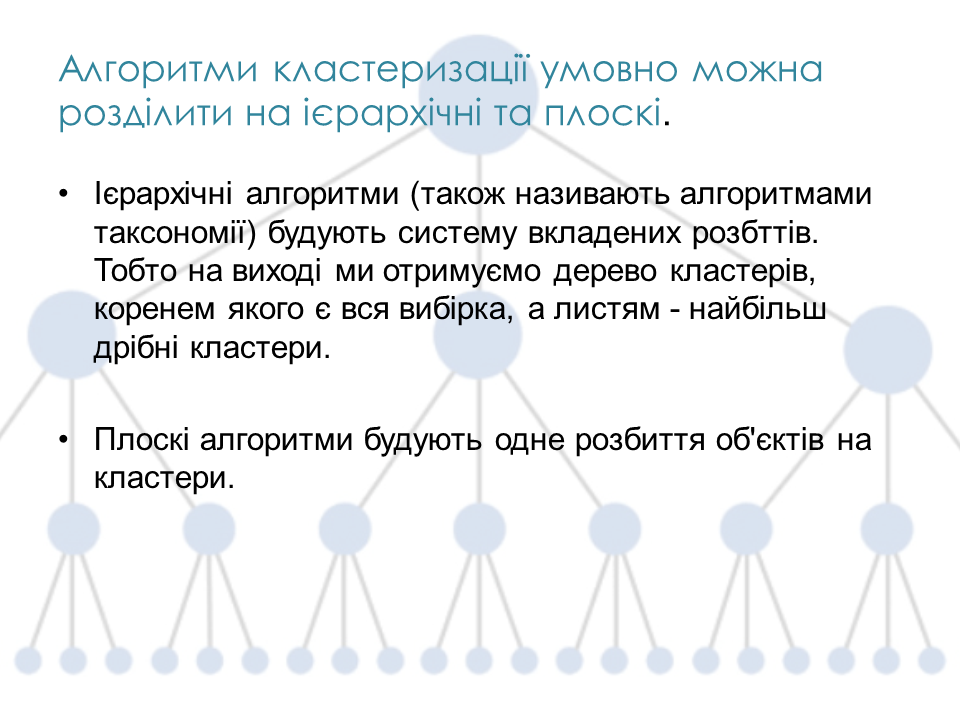 Алгоритми кластеризації умовно можна
розділити на ієрархічні та плоскі.
• Ієрархічні алгоритми (також називають алгоритмами
таксономії) будують систему вкладених розбттів.
Тобто на виході ми отримуємо дерево кластерів,
коренем якого є вся вибірка, а листям - найбільш
дрібні кластери.
• Плоскі алгоритми будують одне розбиття об'єктів на
кластери.